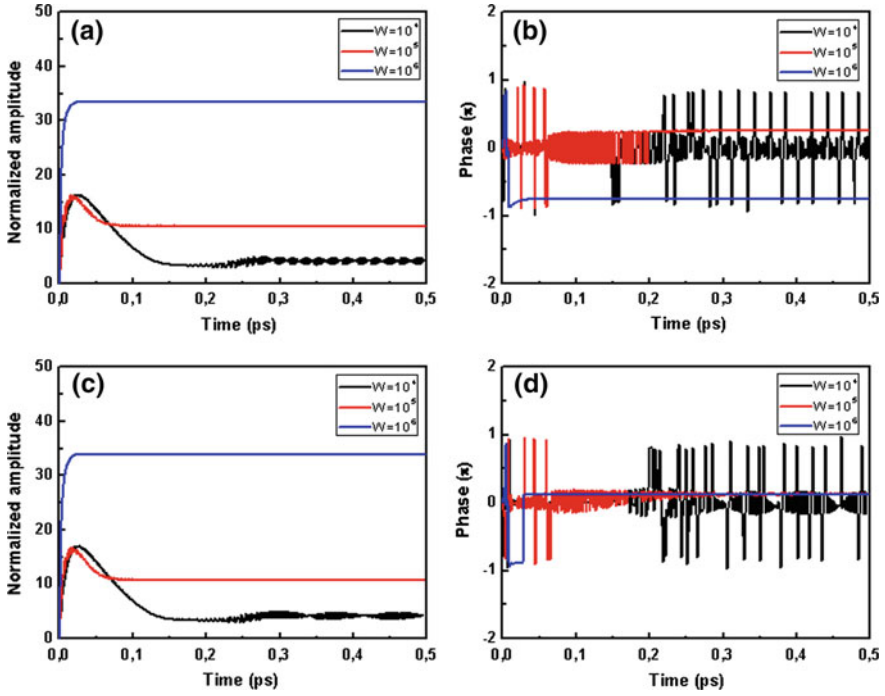 (a)
W=10⁴
W=10⁵
W=10⁶
Normalized amplitude
50
40
30
20
10
0
0,0 0,1 0,2 0,3 0,4 0,5
Time (ps)
(b)
W=10⁴
W=10⁵
W=10⁶
Phase (π)
2
1
0
-1
-2
0,0 0,1 0,2 0,3 0,4 0,5
Time (ps)
(c)
W=10⁴
W=10⁵
W=10⁶
Normalized amplitude
50
40
30
20
10
0
0,0 0,1 0,2 0,3 0,4 0,5
Time (ps)
(d)
W=10⁴
W=10⁵
W=10⁶
Phase (π)
2
1
0
-1
-2
0,0 0,1 0,2 0,3 0,4 0,5
Time (ps)